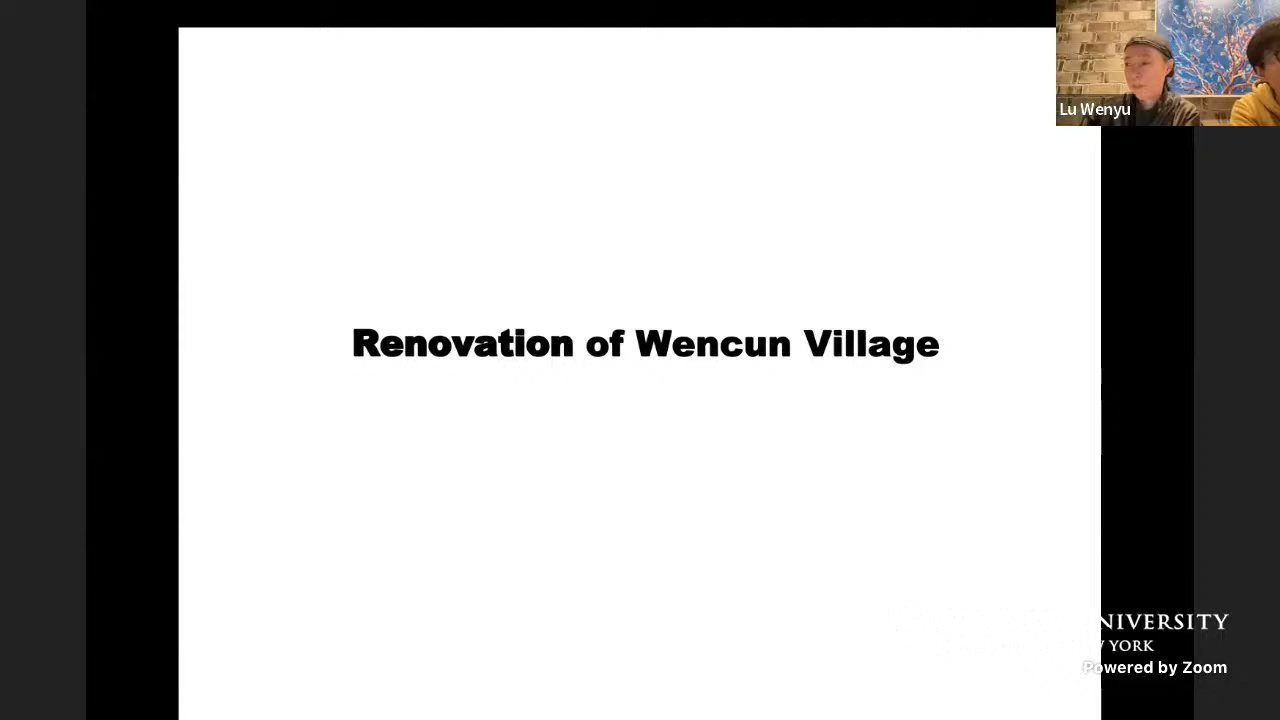 Lu Wenyu
Renovation of Wencun Village
NIVERSITY
YORK
Powered by Zoom